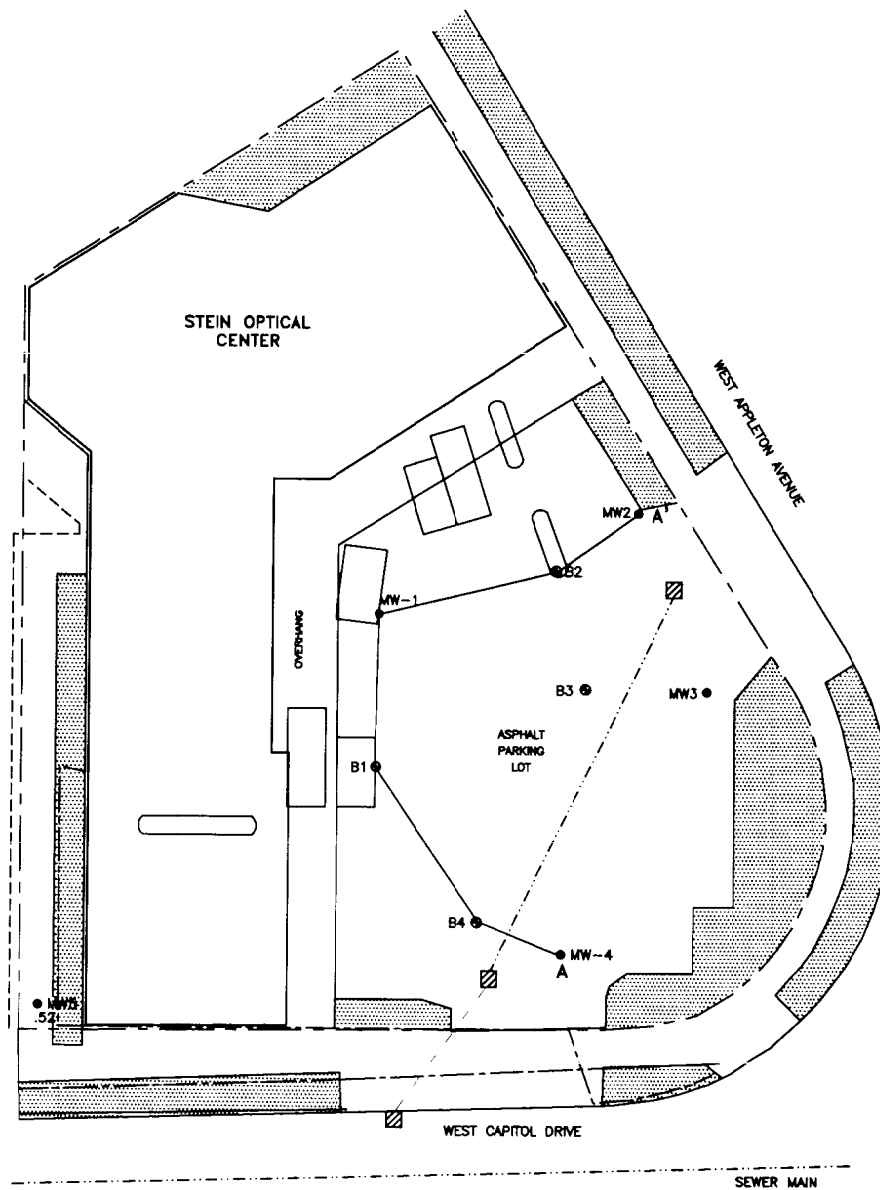 STEIN OPTICAL
CENTER
WEST APPLETON AVENUE
MW2
A'
B2
MW-1
OVERHANG
B3
MW3
ASPHALT
PARKING
LOT
B1
B4
MW-4
A
MW5
.52
WEST CAPITOL DRIVE
SEWER MAIN